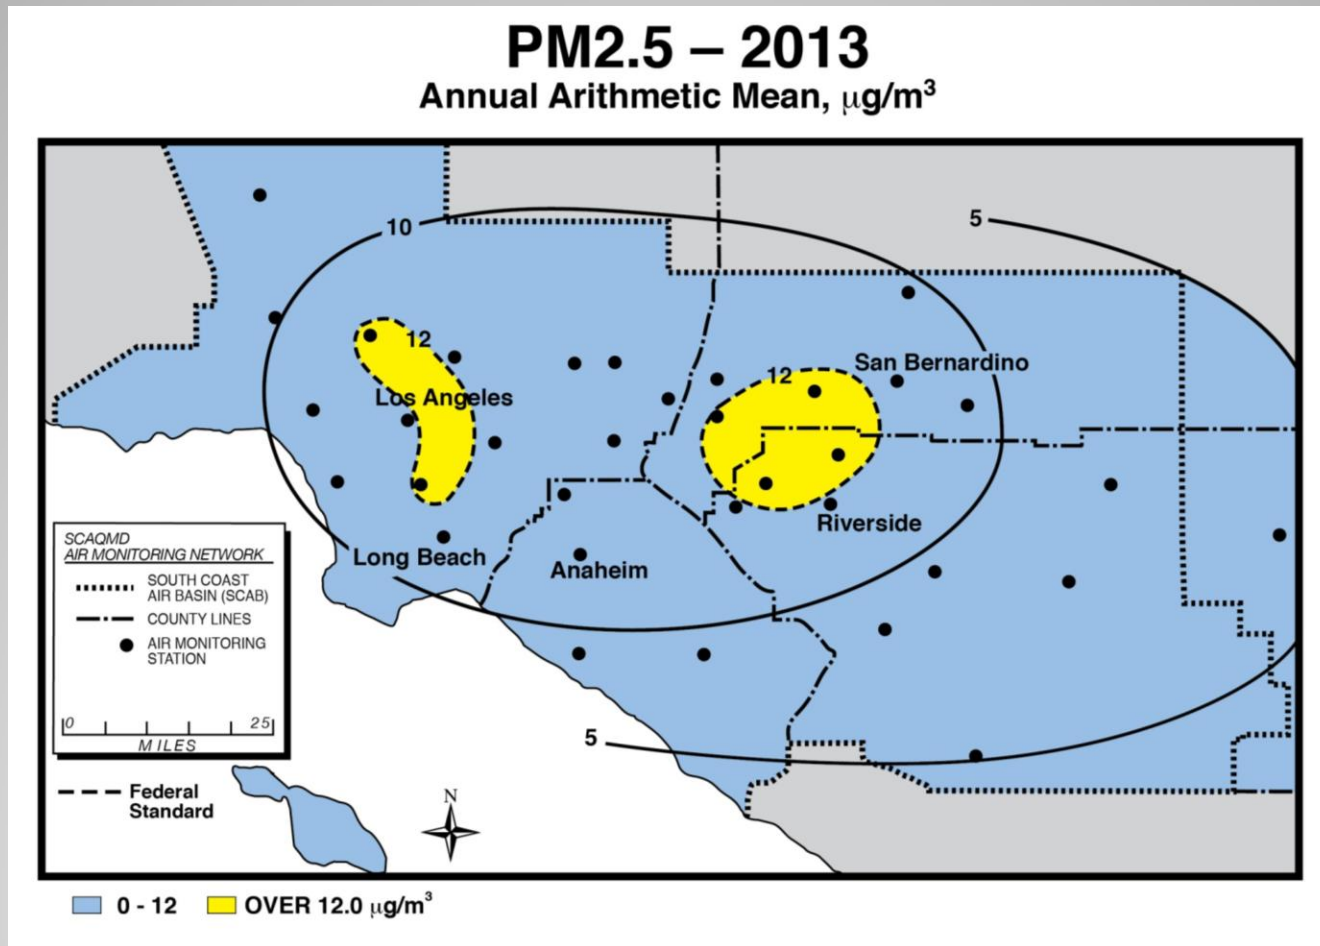 PM2.5 – 2013
Annual Arithmetic Mean, μg/m³
10
5
12
San Bernardino
12
Los Angeles
Riverside
Long Beach
Anaheim
SCAQMD
AIR MONITORING NETWORK
SOUTH COAST
AIR BASIN (SCAB)
COUNTY LINES
AIR MONITORING
STATION
0 25
MILES
5
Federal
Standard
N
0 - 12 OVER 12.0 μg/m³